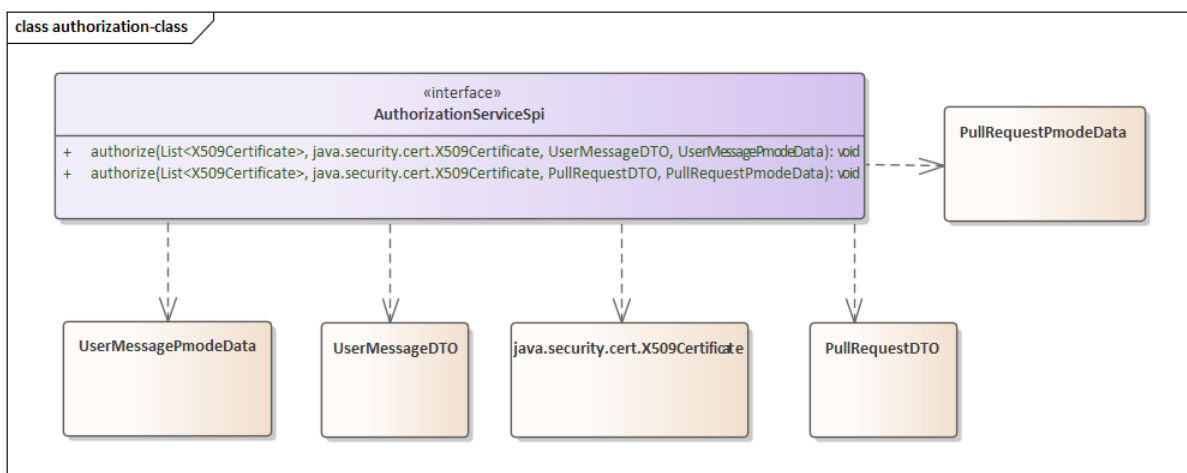 class authorization-class
«interface»
AuthorizationServiceSpi
+ authorize(List<X509Certificate>, java.security.cert.X509Certificate, UserMessageDTO, UserMessagePmodeData): void
+ authorize(List<X509Certificate>, java.security.cert.X509Certificate, PullRequestDTO, PullRequestPmodeData): void
PullRequestPmodeData
UserMessagePmodeData
UserMessageDTO
java.security.cert.X509Certificate
PullRequestDTO